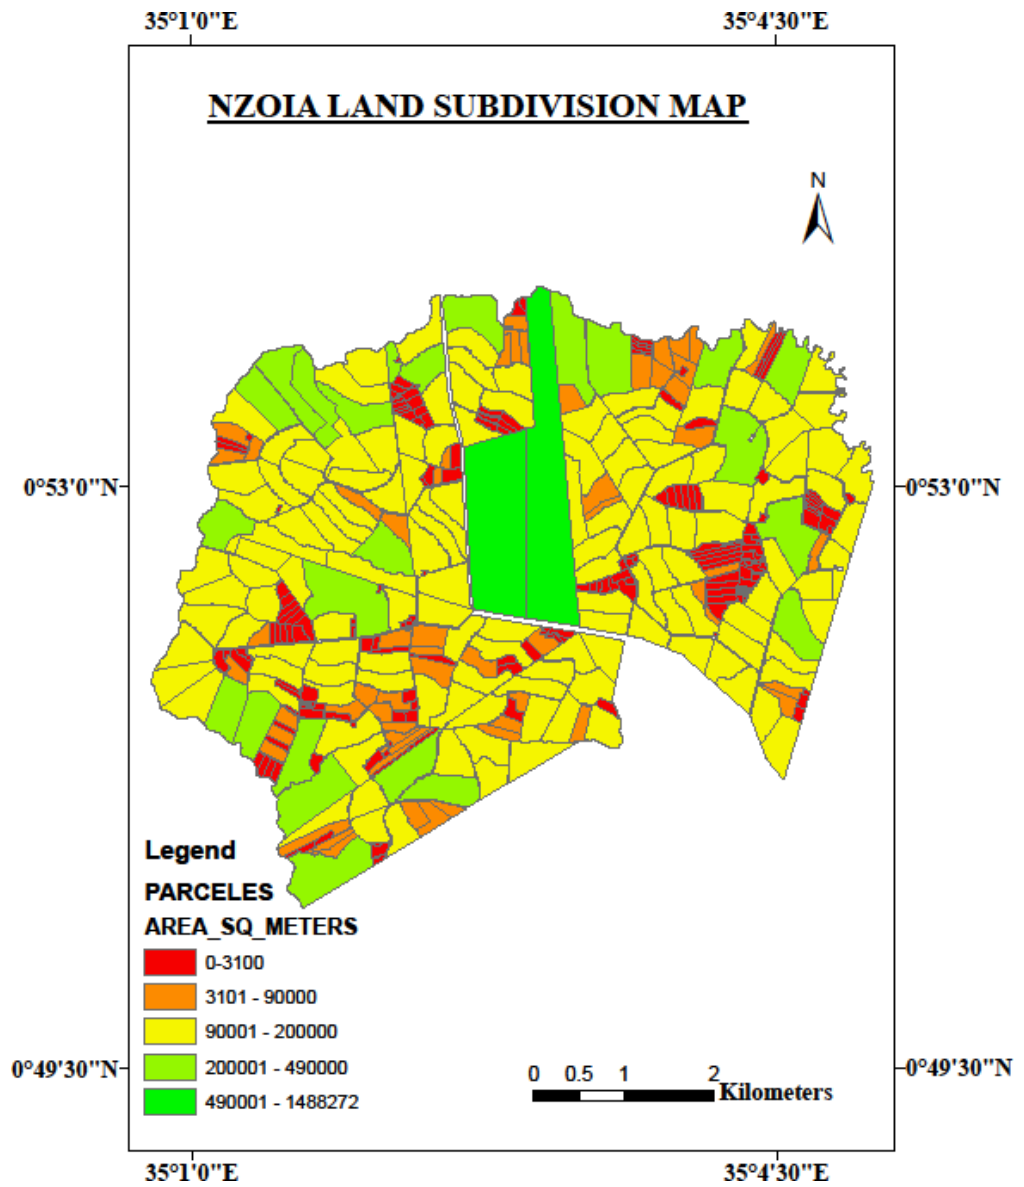 35°1'0"E 35°4'30"E
NZOIA LAND SUBDIVISION MAP
N
0°53'0"N 0°53'0"N
Legend
PARCELES
AREA_SQ_METERS
0-3100
3101 - 90000
90001 - 200000
200001 - 490000
490001 - 1488272
0 0.5 1 2
Kilometers
0°49'30"N 0°49'30"N
35°1'0"E 35°4'30"E